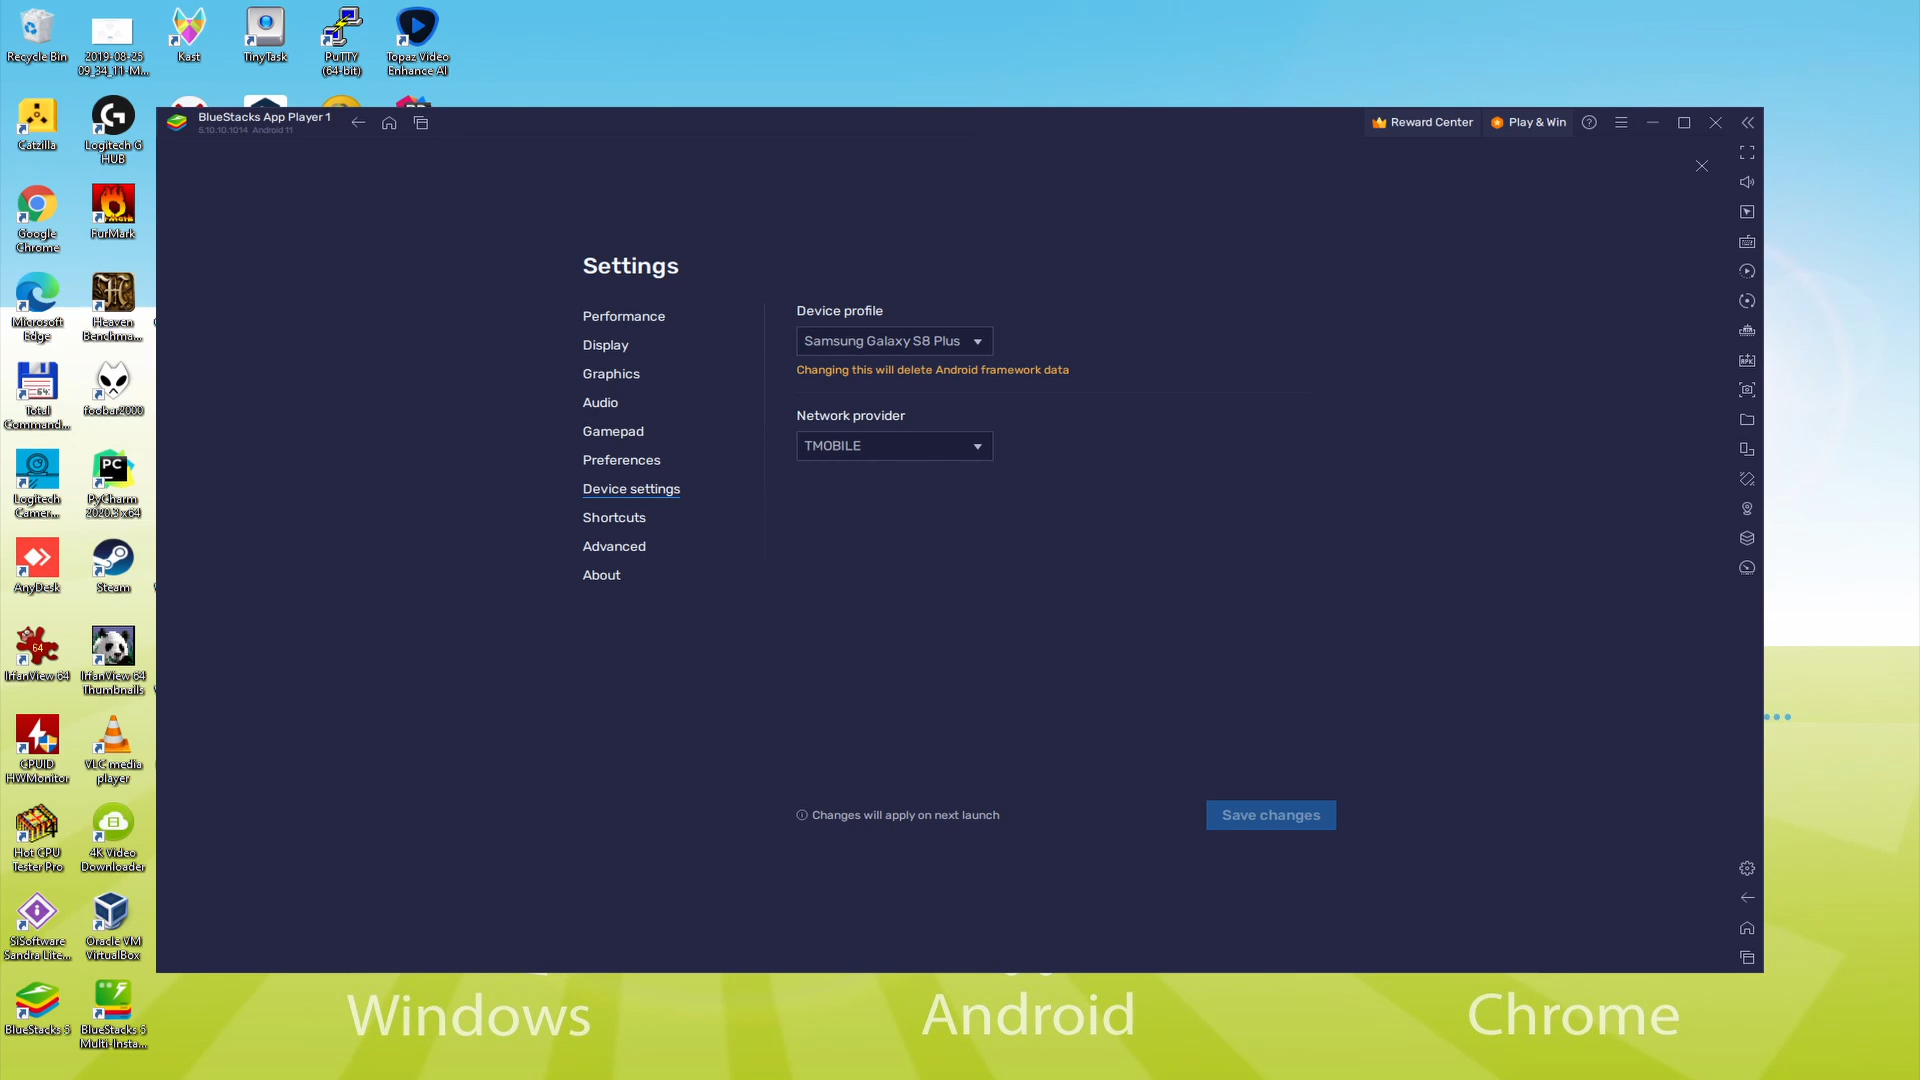 Recycle Bin
2019-08-25
09_34_11-M...
Kast
TinyTask
PuTTY
(64-bit)
Topaz Video
Enhance AI
Catzilla
Logitech G
HUB
Google
Chrome
FurMark
Microsoft
Edge
Heaven
Benchma...
Total
Command...
foobar2000
Logitech
Camer...
PyCharm
2020.3 x64
AnyDesk
Steam
IrfanView 64
IrfanView 64
Thumbnails
CPUID
HWMonitor
VLC media
player
Hot CPU
Tester Pro
4K Video
Downloader
SiSoftware
Sandra Lite...
Oracle VM
VirtualBox
BlueStacks 5
BlueStacks 5
Multi-Insta...
BlueStacks App Player 1
5.10.10.1014 Android 11
Reward Center
Play & Win
Settings
Performance
Display
Graphics
Audio
Gamepad
Preferences
Device settings
Shortcuts
Advanced
About
Device profile
Samsung Galaxy S8 Plus
Changing this will delete Android framework data
Network provider
TMOBILE
Changes will apply on next launch
Save changes
Windows
Android
Chrome